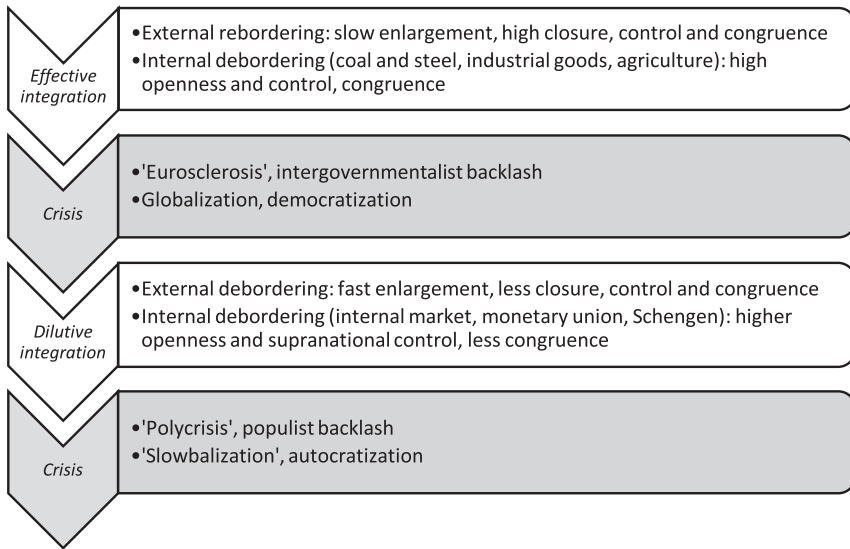 Effective
integration
•External rebordering: slow enlargement, high closure, control and congruence
•Internal debordering (coal and steel, industrial goods, agriculture): high
openness and control, congruence
Crisis
•'Eurosclerosis', intergovernmentalist backlash
•Globalization, democratization
Dilutive
integration
•External debordering: fast enlargement, less closure, control and congruence
•Internal debordering (internal market, monetary union, Schengen): higher
openness and supranational control, less congruence
Crisis
•'Polycrisis', populist backlash
•'Slowbalization', autocratization